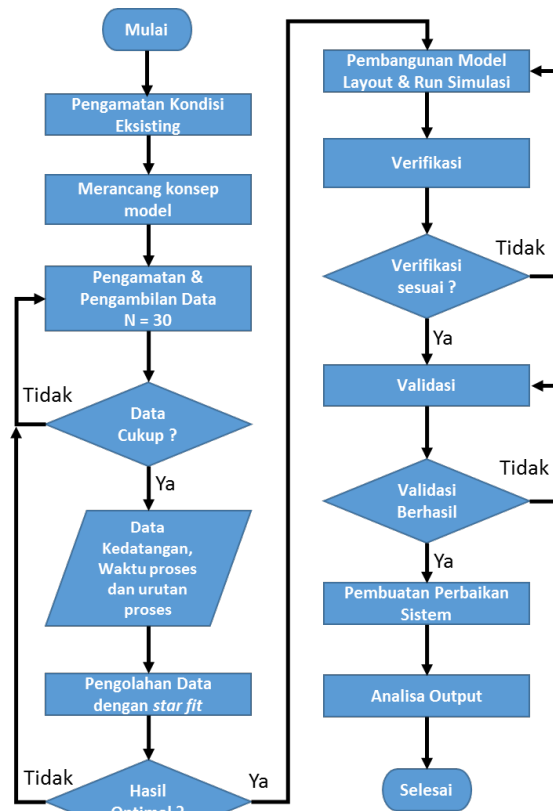 Mulai
Pengamatan Kondisi
Eksisting
Merancang konsep
model
Pengamatan &
Pengambilan Data
N = 30
Tidak
Data
Cukup ?
Ya
Data
Kedatangan,
Waktu proses
dan urutan
proses
Pengolahan Data
dengan star fit
Tidak
Hasil
Optimal ?
Ya
Pembangunan Model
Layout & Run Simulasi
Verifikasi
Verifikasi
sesuai ?
Tidak
Ya
Validasi
Validasi
Berhasil
Tidak
Ya
Pembuatan Perbaikan
Sistem
Analisa Output
Selesai